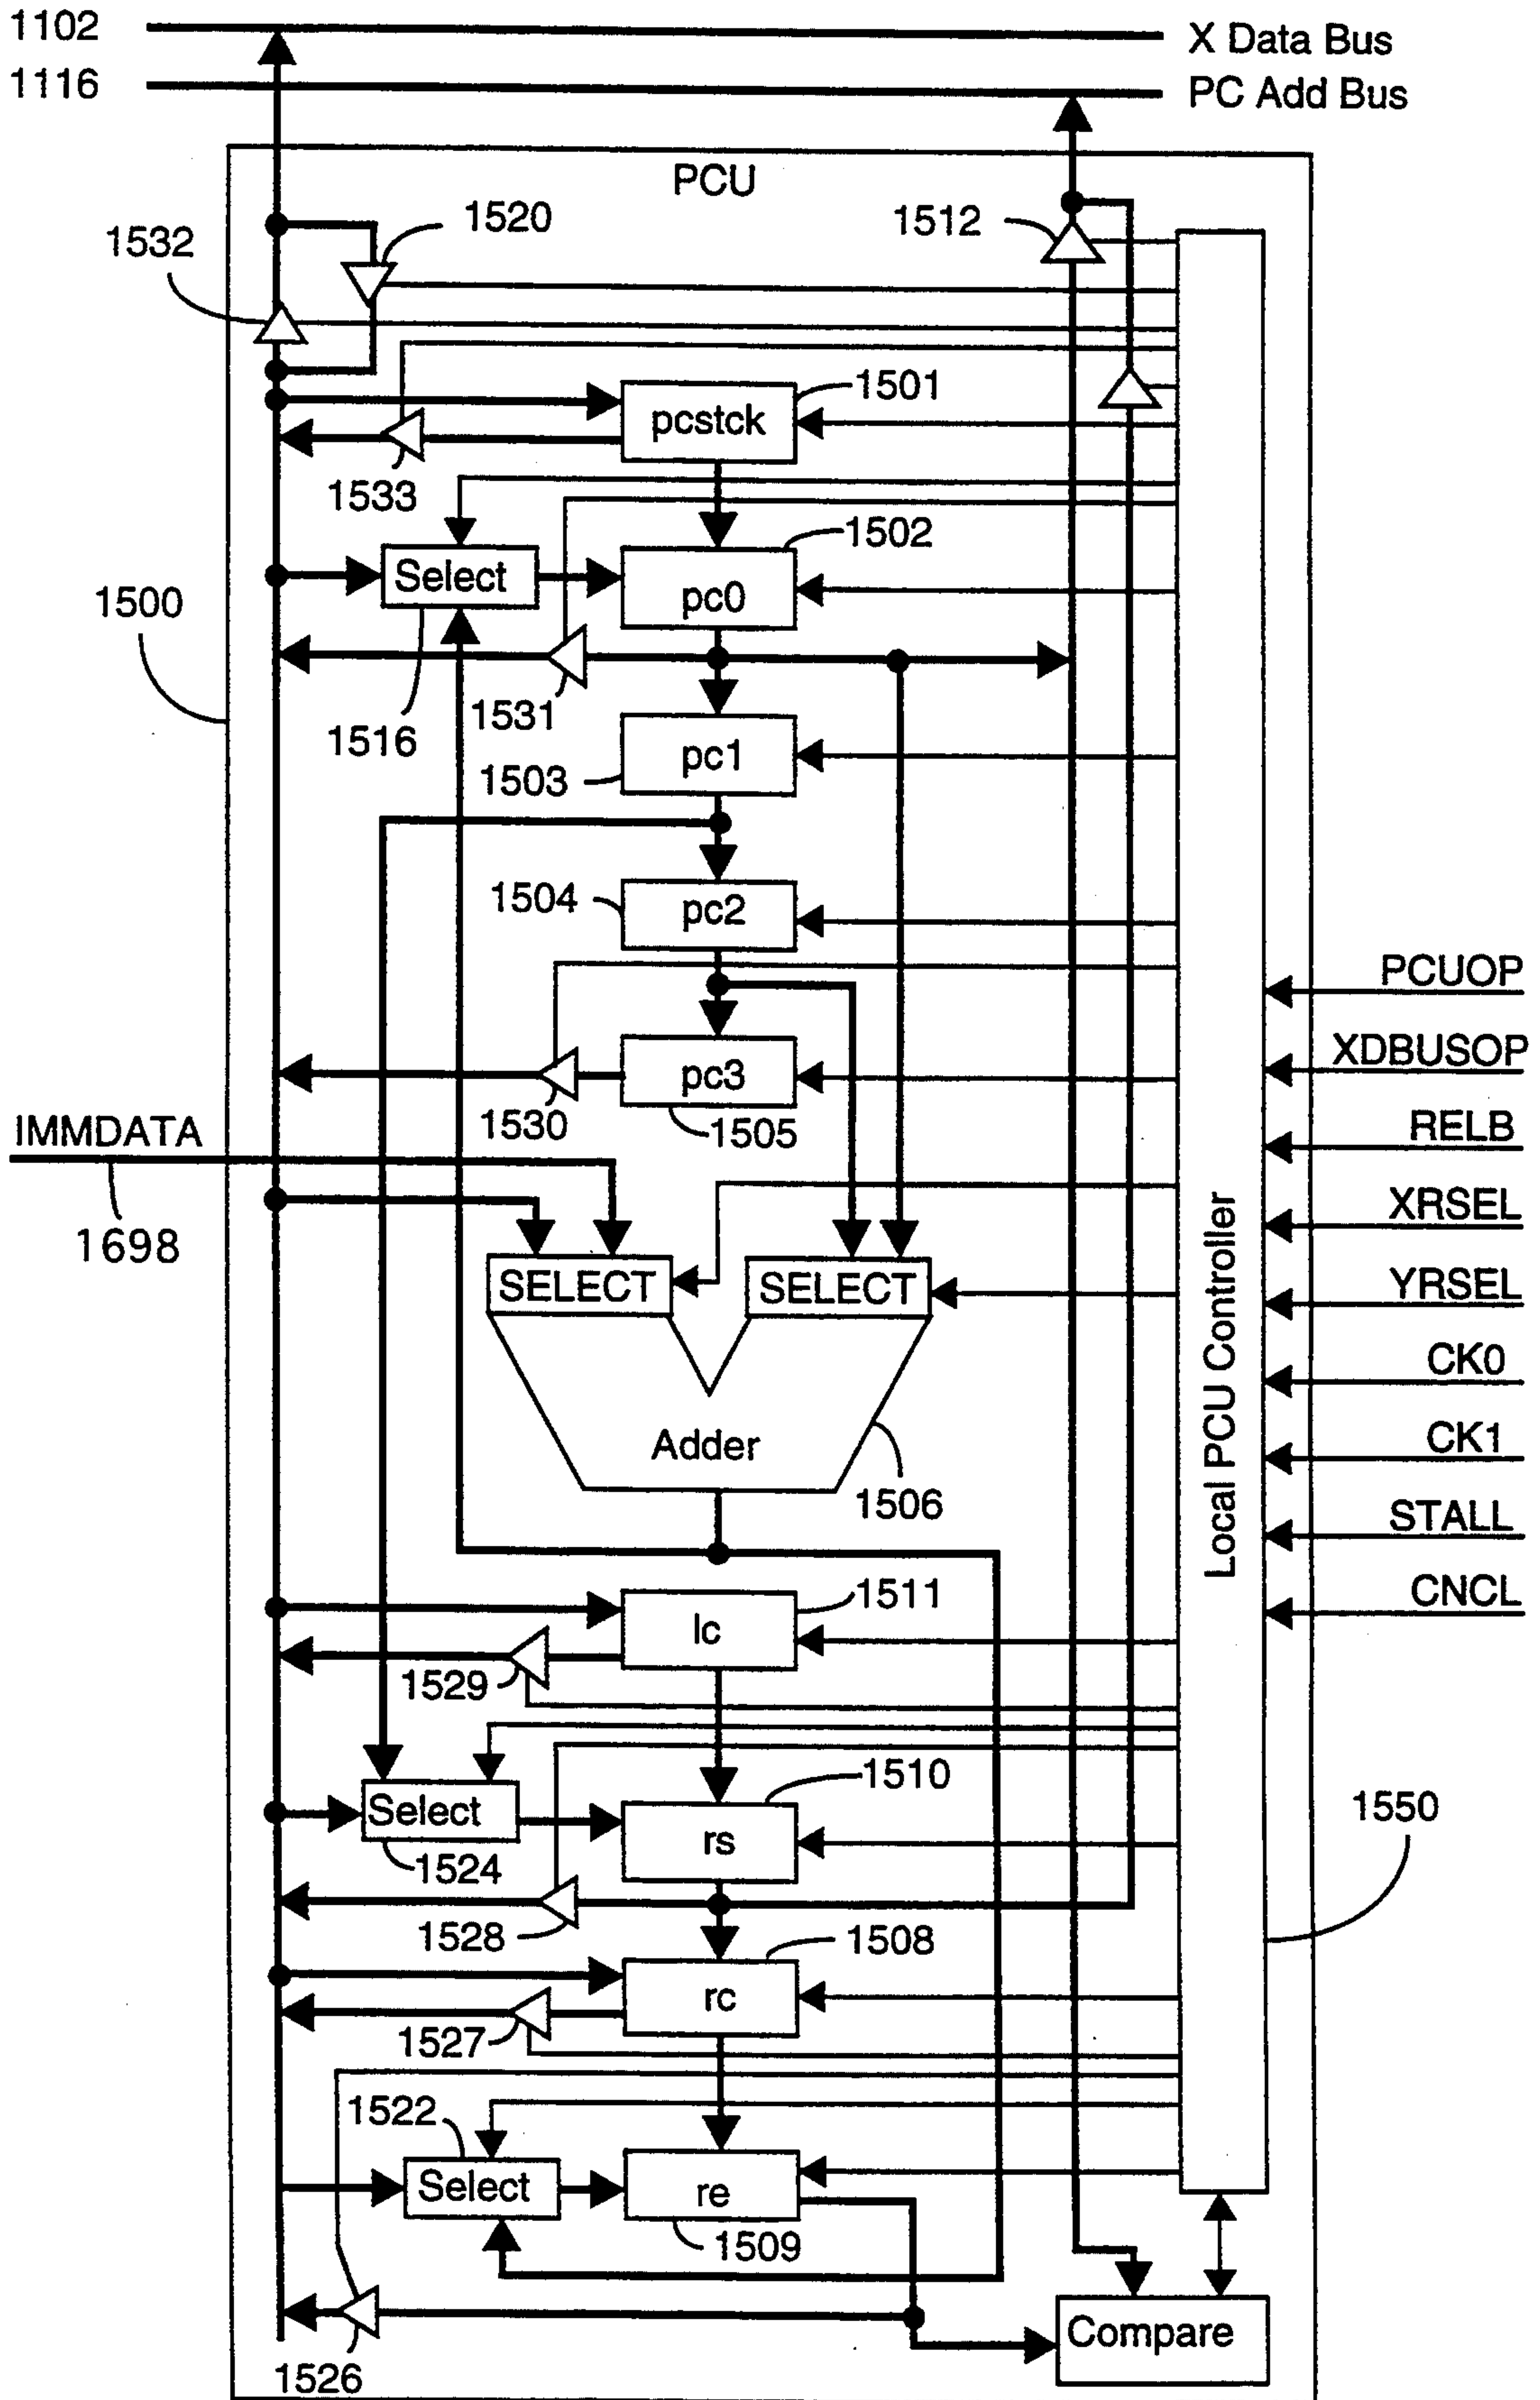 1102
X Data Bus
1116
PC Add Bus
PCU
1520
1512
1532
1501
pcstck
1533
1502
Select
pc0
1500
1531
1516
pc1
1503
1504
pc2
PCUOP
XDBUSOP
pc3
1530
1505
IMMDATA
RELB
1698
XRSEL
SELECT
SELECT
YRSEL
Local PCU Controller
CK0
Adder
CK1
1506
STALL
1511
CNCL
lc
1529
1510
Select
1550
rs
1524
1528
1508
rc
1527
1522
Select
re
1509
Compare
1526